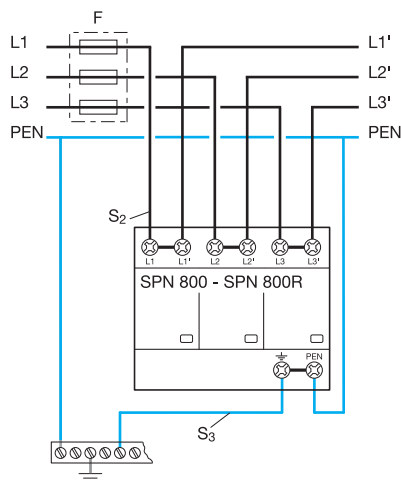 F
L1 L1'
L2 L2'
L3 L3'
PEN PEN
S2
L1 L1' L2 L2' L3 L3'
SPN 800 - SPN 800R
PEN
S3